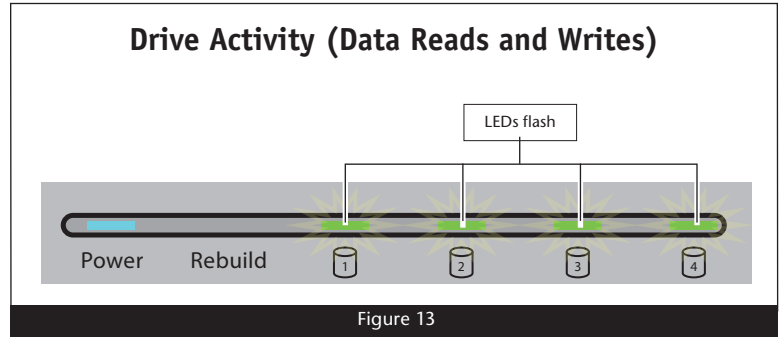 Drive Activity (Data Reads and Writes)
LEDs flash
Power Rebuild 1 2 3 4
Figure 13